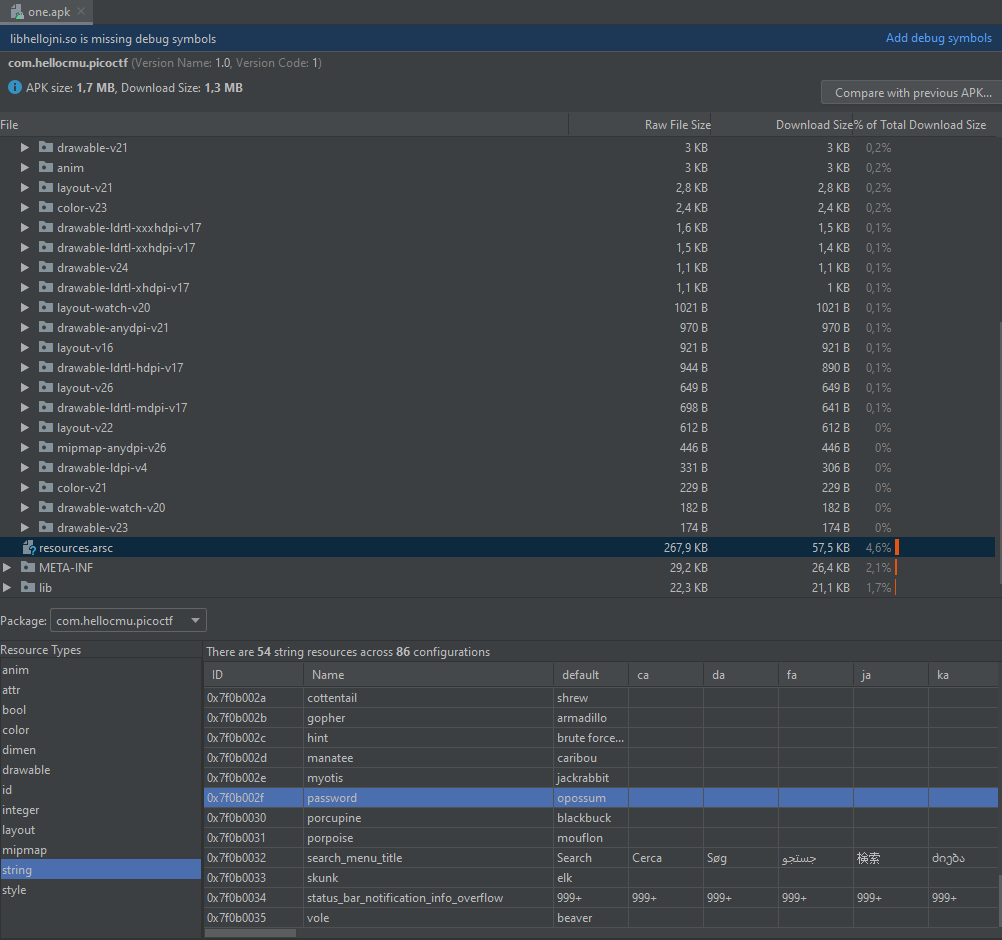 one.apk
libhellojni.so is missing debug symbols Add debug symbols
com.hellocmu.picoctf (Version Name: 1.0, Version Code: 1)
APK size: 1,7 MB, Download Size: 1,3 MB
Compare with previous APK...
File Raw File Size Download Size % of Total Download Size
drawable-v21 3 KB 3 KB 0,2%
anim 3 KB 3 KB 0,2%
layout-v21 2,8 KB 2,8 KB 0,2%
color-v23 2,4 KB 2,4 KB 0,2%
drawable-ldrtl-xxxhdpi-v17 1,6 KB 1,5 KB 0,1%
drawable-ldrtl-xxhdpi-v17 1,5 KB 1,4 KB 0,1%
drawable-v24 1,1 KB 1,1 KB 0,1%
drawable-ldrtl-xhdpi-v17 1,1 KB 1 KB 0,1%
layout-watch-v20 1021 B 1021 B 0,1%
drawable-anydpi-v21 970 B 970 B 0,1%
layout-v16 921 B 921 B 0,1%
drawable-ldrtl-hdpi-v17 944 B 890 B 0,1%
layout-v26 649 B 649 B 0,1%
drawable-ldrtl-mdpi-v17 698 B 641 B 0,1%
layout-v22 612 B 612 B 0%
mipmap-anydpi-v26 446 B 446 B 0%
drawable-ldpi-v4 331 B 306 B 0%
color-v21 229 B 229 B 0%
drawable-watch-v20 182 B 182 B 0%
drawable-v23 174 B 174 B 0%
resources.arsc 267,9 KB 57,5 KB 4,6%
META-INF 29,2 KB 26,4 KB 2,1%
lib 22,3 KB 21,1 KB 1,7%
Package: com.hellocmu.picoctf
Resource Types
anim
attr
bool
color
dimen
drawable
id
integer
layout
mipmap
string
style
There are 54 string resources across 86 configurations
ID Name default ca da fa ja ka
0x7f0b002a cottentail shrew
0x7f0b002b gopher armadillo
0x7f0b002c hint brute force...
0x7f0b002d manatee caribou
0x7f0b002e myotis jackrabbit
0x7f0b002f password opossum
0x7f0b0030 porcupine blackbuck
0x7f0b0031 porpoise mouflon
0x7f0b0032 search_menu_title Search Cerca Søg جستجو 検索 ძიება
0x7f0b0033 skunk elk
0x7f0b0034 status_bar_notification_info_overflow 999+ 999+ 999+ 999+ 999+ 999+
0x7f0b0035 vole beaver